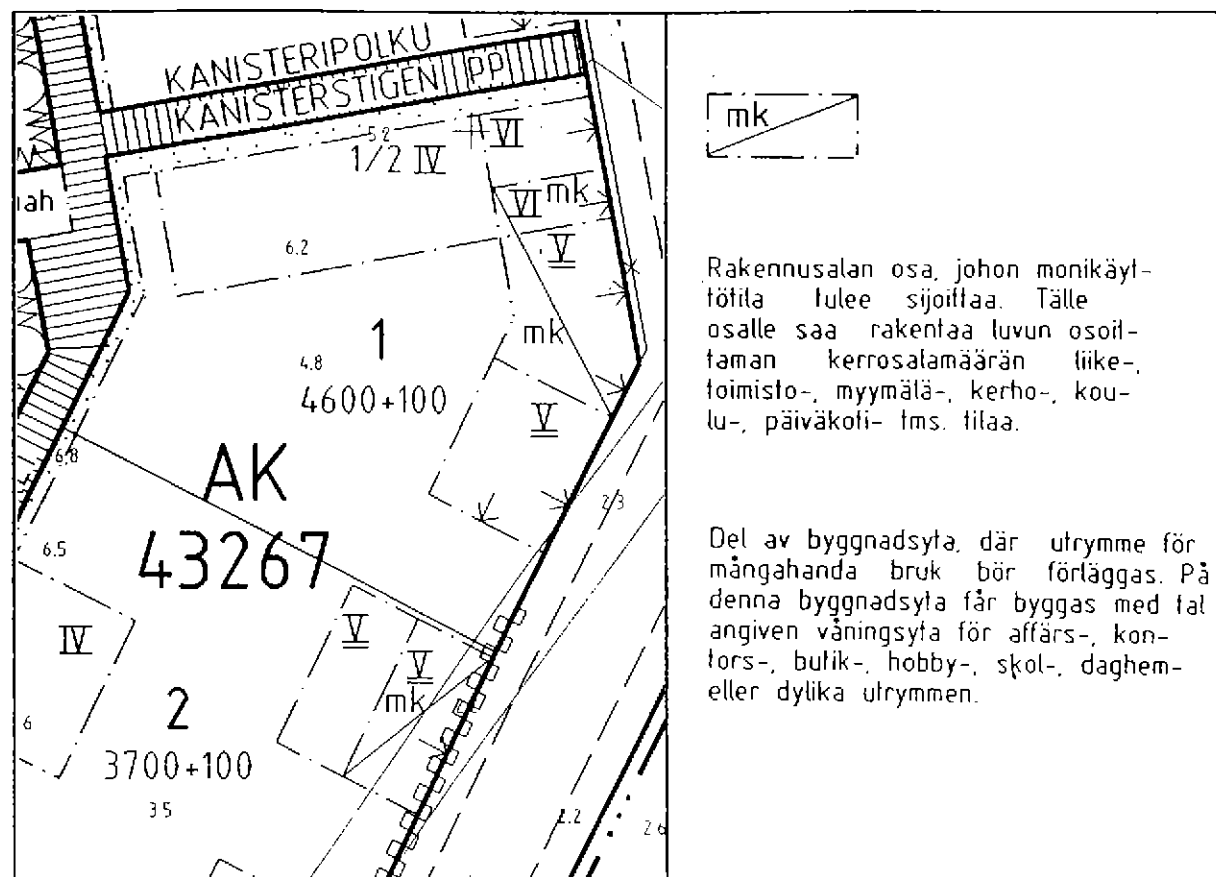 KANISTERIPOLKU
KANISTERSTIGEN
PP
5.2
1/2 IV
VI
VI mk
V
iah
6.2
mk
1
4.8
4600+100
V
6.8
AK
43267
2.3
6.5
IV
V
V
mk
6
2
3700+100
3.5
2.2
2.6
mk
Rakennusalan osa, johon monikäyt-
tötila tulee sijoittaa. Tälle
osalle saa rakentaa luvun osoit-
taman kerrosalamäärän liike-,
toimisto-, myymälä-, kerho-, kou-
lu-, päiväkoti- tms. tilaa.
Del av byggnadsyta, där utrymme för
mångahanda bruk bör förläggas. På
denna byggnadsyta får byggas med tal
angiven våningsyta för affärs-, kon-
tors-, butik-, hobby-, skol-, daghem-
eller dylika utrymmen.